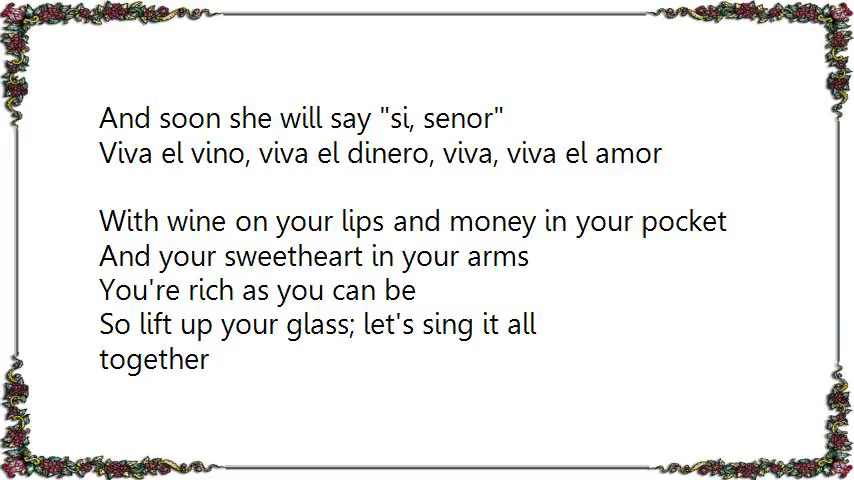 And soon she will say "si, senor"
Viva el vino, viva el dinero, viva, viva el amor
With wine on your lips and money in your pocket
And your sweetheart in your arms
You're rich as you can be
So lift up your glass; let's sing it all
together